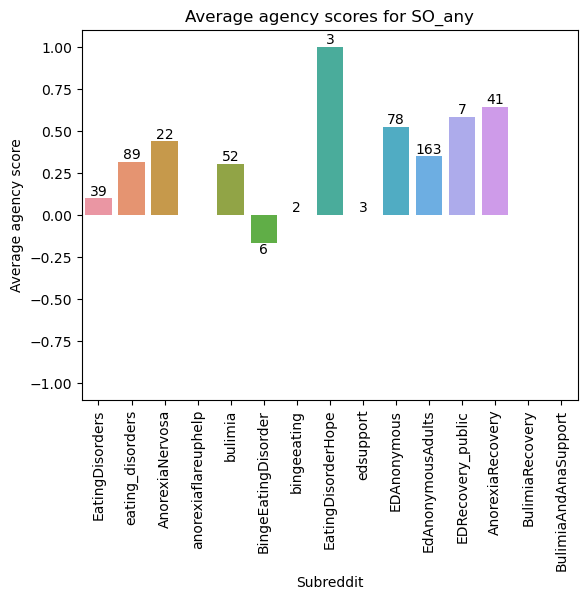 Average agency scores for SO_any
Average agency score
1.00
0.75
0.50
0.25
0.00
−0.25
−0.50
−0.75
−1.00
39
89
22
52
6
2
3
3
78
163
7
41
EatingDisorders
eating_disorders
AnorexiaNervosa
anorexiaflareuphelp
bulimia
BingeEatingDisorder
bingeeating
EatingDisorderHope
edsupport
EDAnonymous
EdAnonymousAdults
EDRecovery_public
AnorexiaRecovery
BulimiaRecovery
BulimiaAndAnaSupport
Subreddit